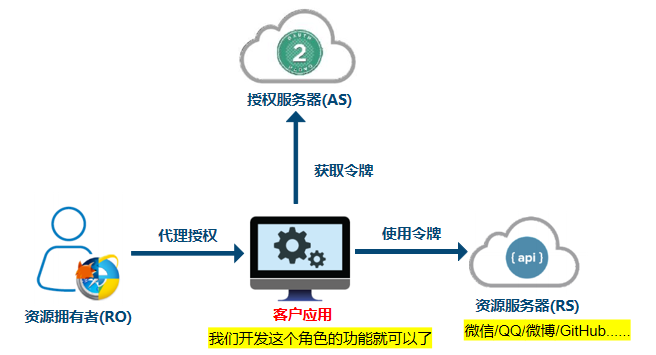 2
授权服务器(AS)
获取令牌
代理授权
使用令牌
{ api }
资源拥有者(RO)
客户应用
资源服务器(RS)
我们开发这个角色的功能就可以了
微信/QQ/微博/GitHub......